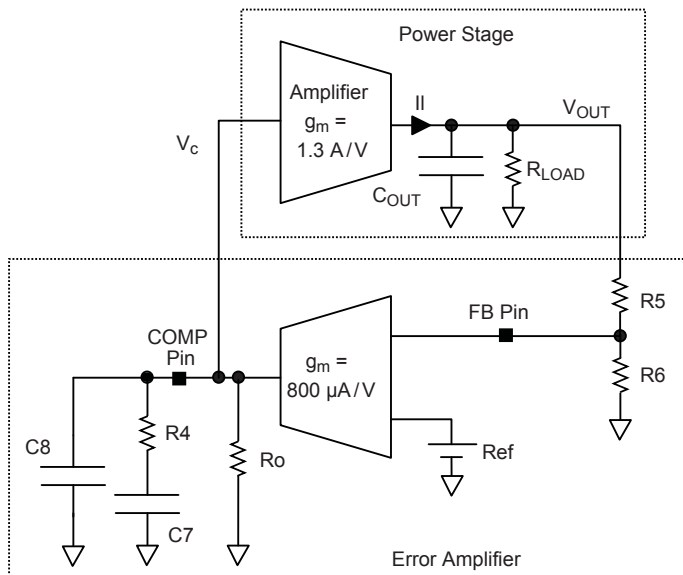 Power Stage
Amplifier
gm =
1.3 A/V
Il
VOUT
Vc
COUT
RLOAD
R5
FB Pin
COMP
Pin
gm =
800 µA/V
R6
R4
C8
Ro
Ref
C7
Error Amplifier